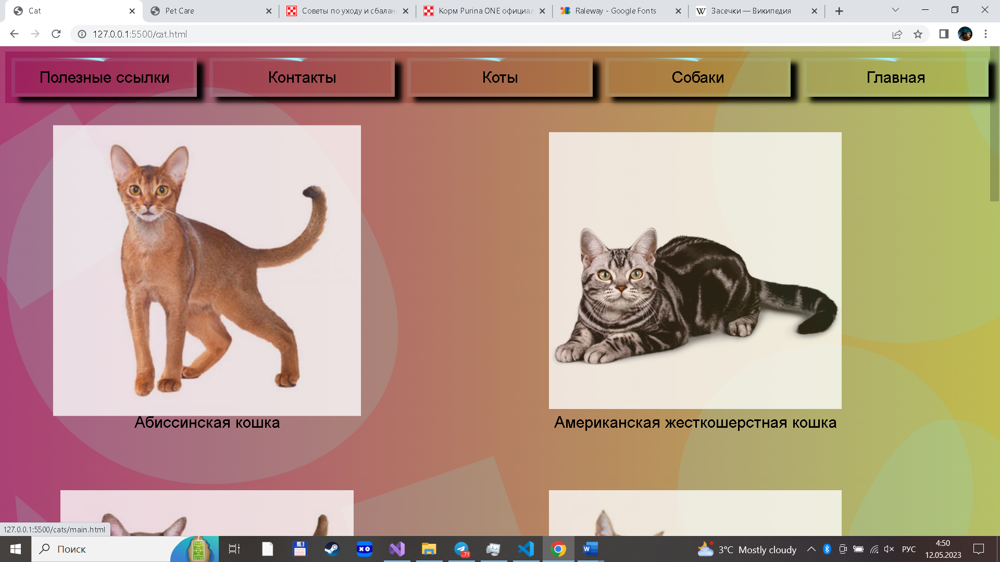 Cat
Pet Care
Советы по уходу и сбалан
Корм Purina ONE официал
Raleway - Google Fonts
Засечки — Википедия
127.0.0.1:5500/cat.html
Полезные ссылки
Контакты
Коты
Собаки
Главная
Абиссинская кошка
Американская жесткошерстная кошка
127.0.0.1:5500/cats/main.html
Поиск
..71
3°C Mostly cloudy
РУС
4:50
12.05.2023